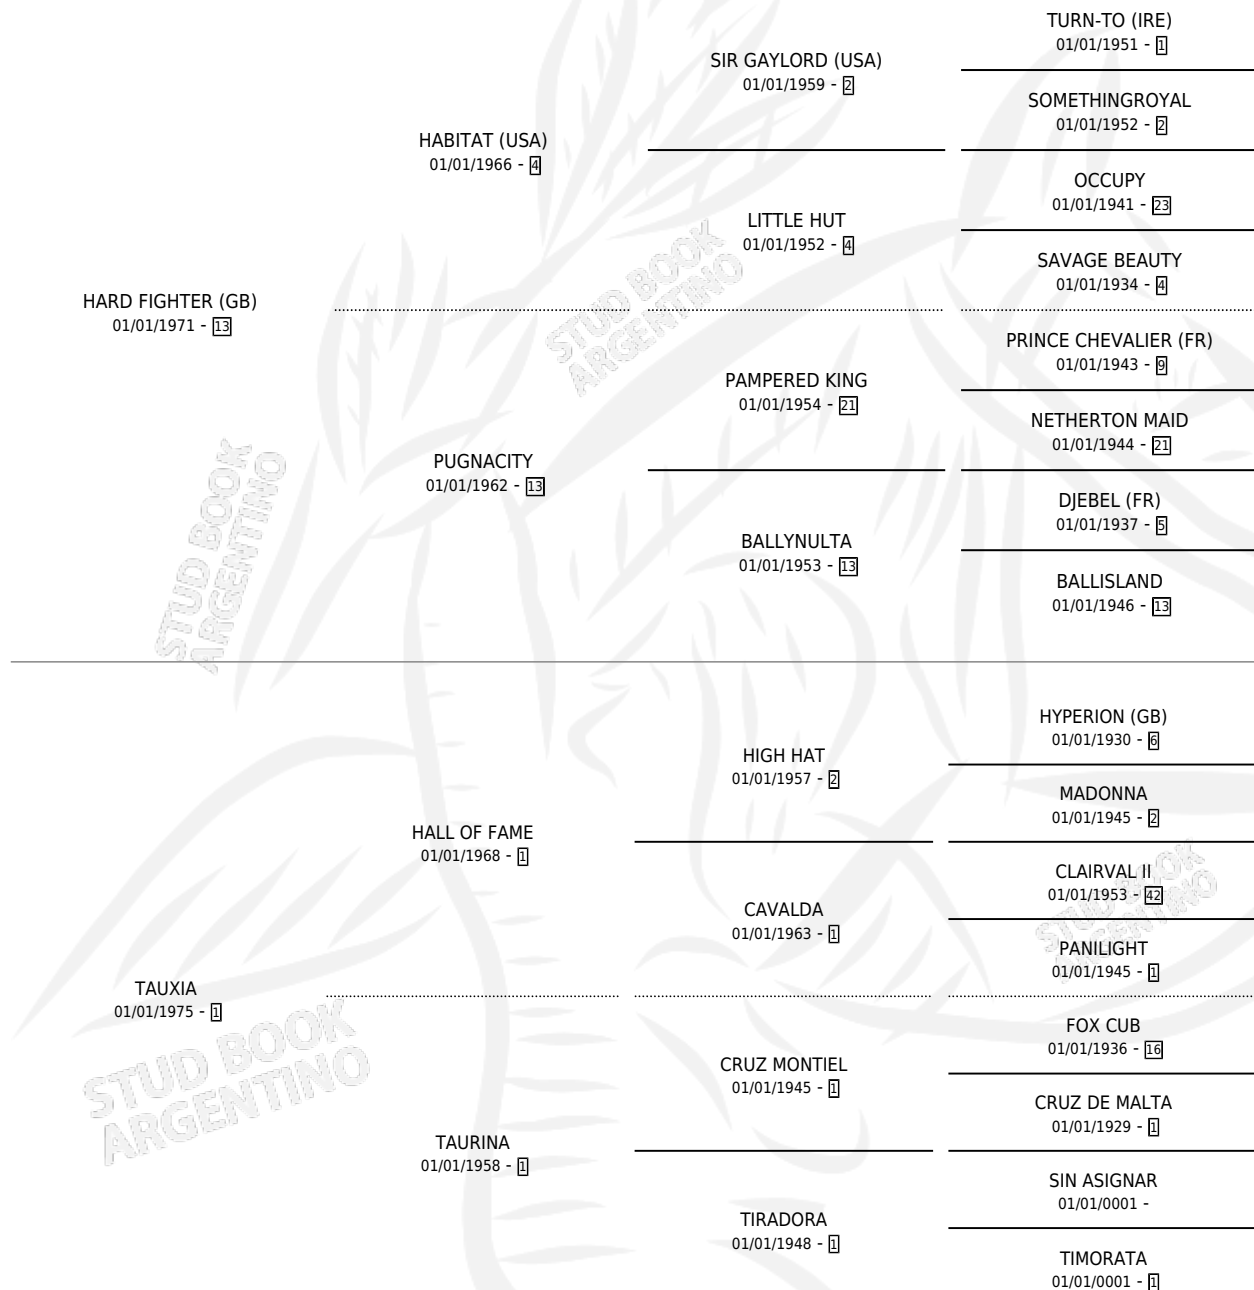 TURN-TO (IRE)
01/01/1951 - 1
SIR GAYLORD (USA)
01/01/1959 - 2
SOMETHINGROYAL
01/01/1952 - 2
HABITAT (USA)
01/01/1966 - 4
OCCUPY
01/01/1941 - 23
LITTLE HUT
01/01/1952 - 4
SAVAGE BEAUTY
01/01/1934 - 4
HARD FIGHTER (GB)
01/01/1971 - 13
PRINCE CHEVALIER (FR)
01/01/1943 - 9
PAMPERED KING
01/01/1954 - 21
NETHERTON MAID
01/01/1944 - 21
PUGNACITY
01/01/1962 - 13
DJEBEL (FR)
01/01/1937 - 5
BALLYNULTA
01/01/1953 - 13
BALLISLAND
01/01/1946 - 13
HYPERION (GB)
01/01/1930 - 6
HIGH HAT
01/01/1957 - 2
MADONNA
01/01/1945 - 2
HALL OF FAME
01/01/1968 - 1
CLAIRVAL II
01/01/1953 - 42
CAVALDA
01/01/1963 - 1
PANILIGHT
01/01/1945 - 1
TAUXIA
01/01/1975 - 1
FOX CUB
01/01/1936 - 16
CRUZ MONTIEL
01/01/1945 - 1
CRUZ DE MALTA
01/01/1929 - 1
TAURINA
01/01/1958 - 1
SIN ASIGNAR
01/01/0001 -
TIRADORA
01/01/1948 - 1
TIMORATA
01/01/0001 - 1
STUD BOOK
ARGENTINO
STUD BOOK
ARGENTINO
STUD BOOK
ARGENTINO
STUD BOOK
ARGENTINO